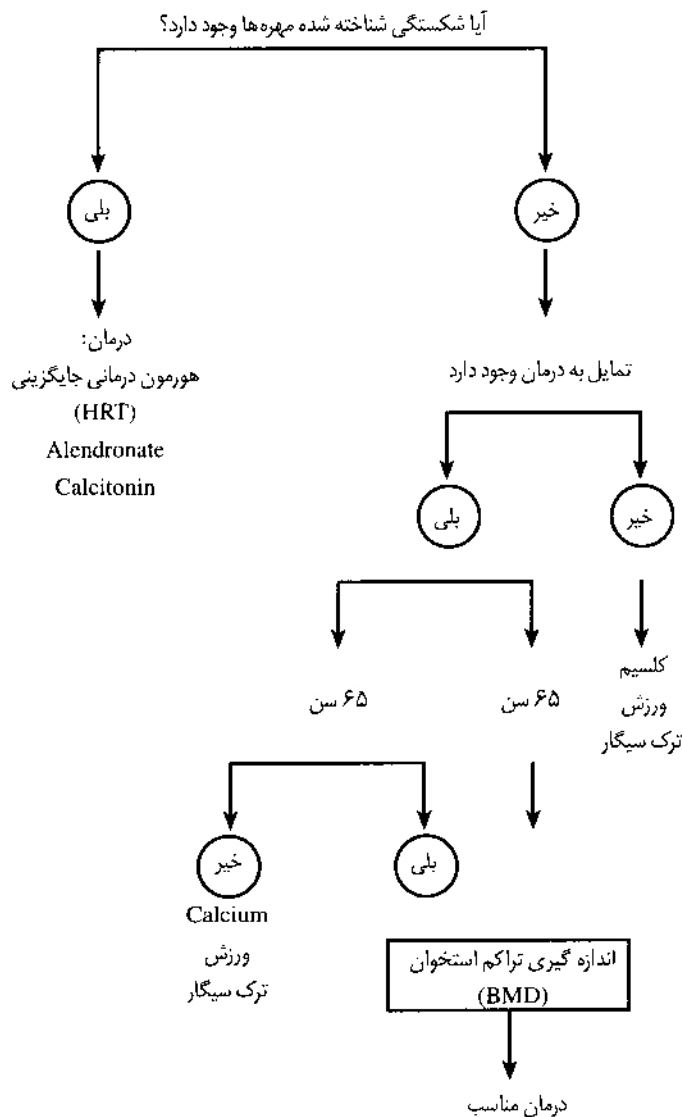 آیا شکستگی شناخته شده مهره‌ها وجود دارد؟
خیر
بلی
درمان:
هورمون درمانی جایگزینی
(HRT)
Alendronate
Calcitonin
تمایل به درمان وجود دارد
خیر
بلی
کلسیم
ورزش
ترک سیگار
۶۵ سن
۶۵ سن
بلی
خیر
Calcium
ورزش
ترک سیگار
اندازه گیری تراکم استخوان
(BMD)
درمان مناسب